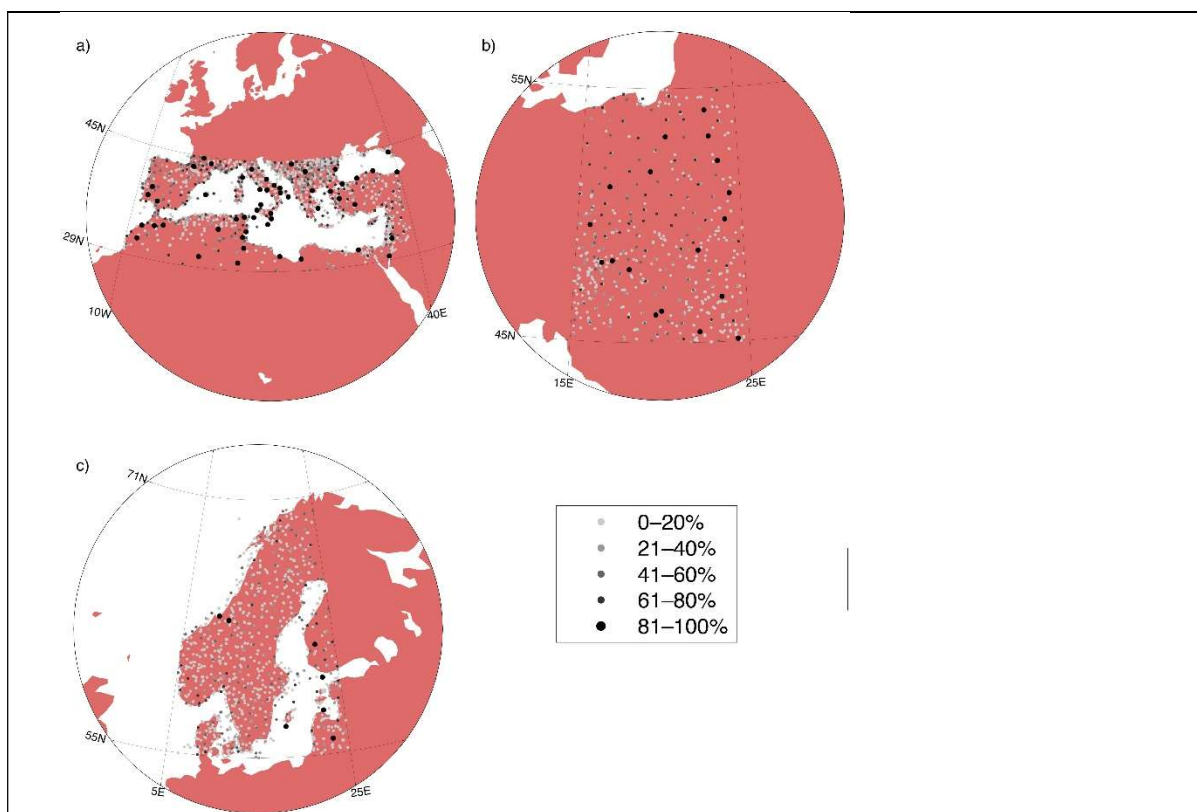 a)
45N
29N
10W
40E
b)
55N
45N
15E
25E
c)
71N
55N
5E
25E
0–20%
21–40%
41–60%
61–80%
81–100%